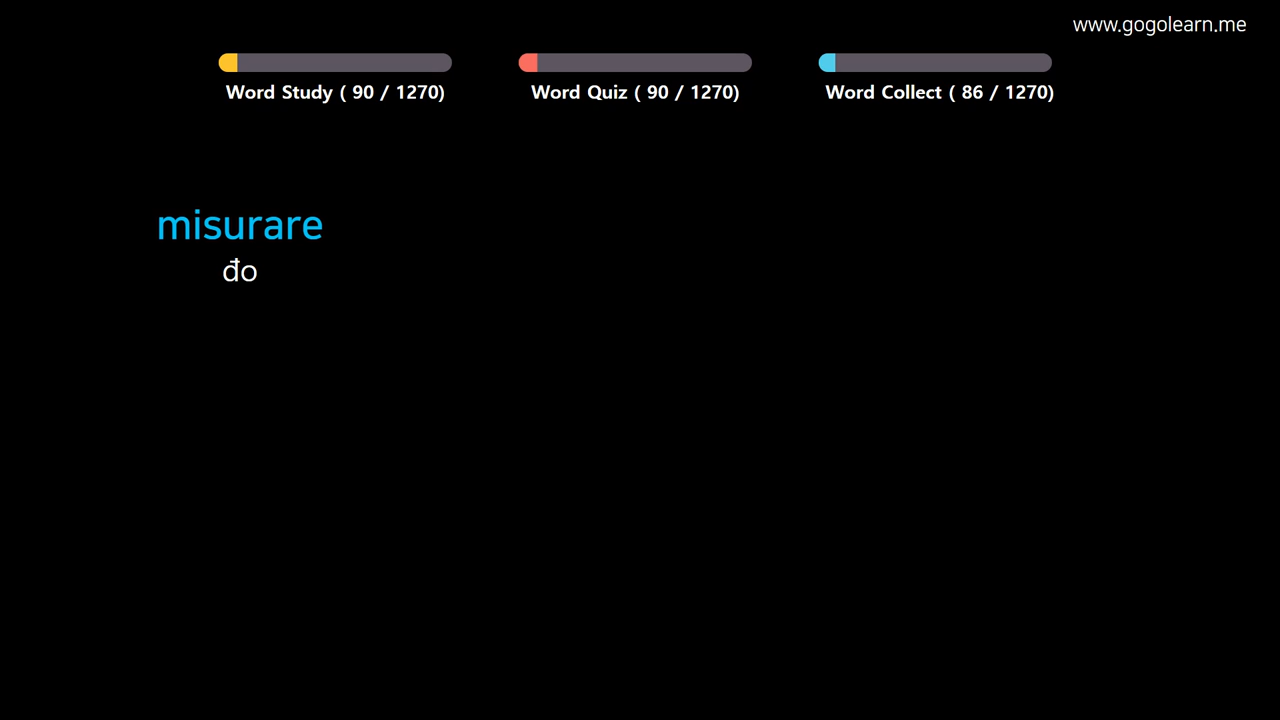 www.gogolearn.me
Word Study ( 90 / 1270)
Word Quiz ( 90 / 1270)
Word Collect ( 86 / 1270)
misurare
đo